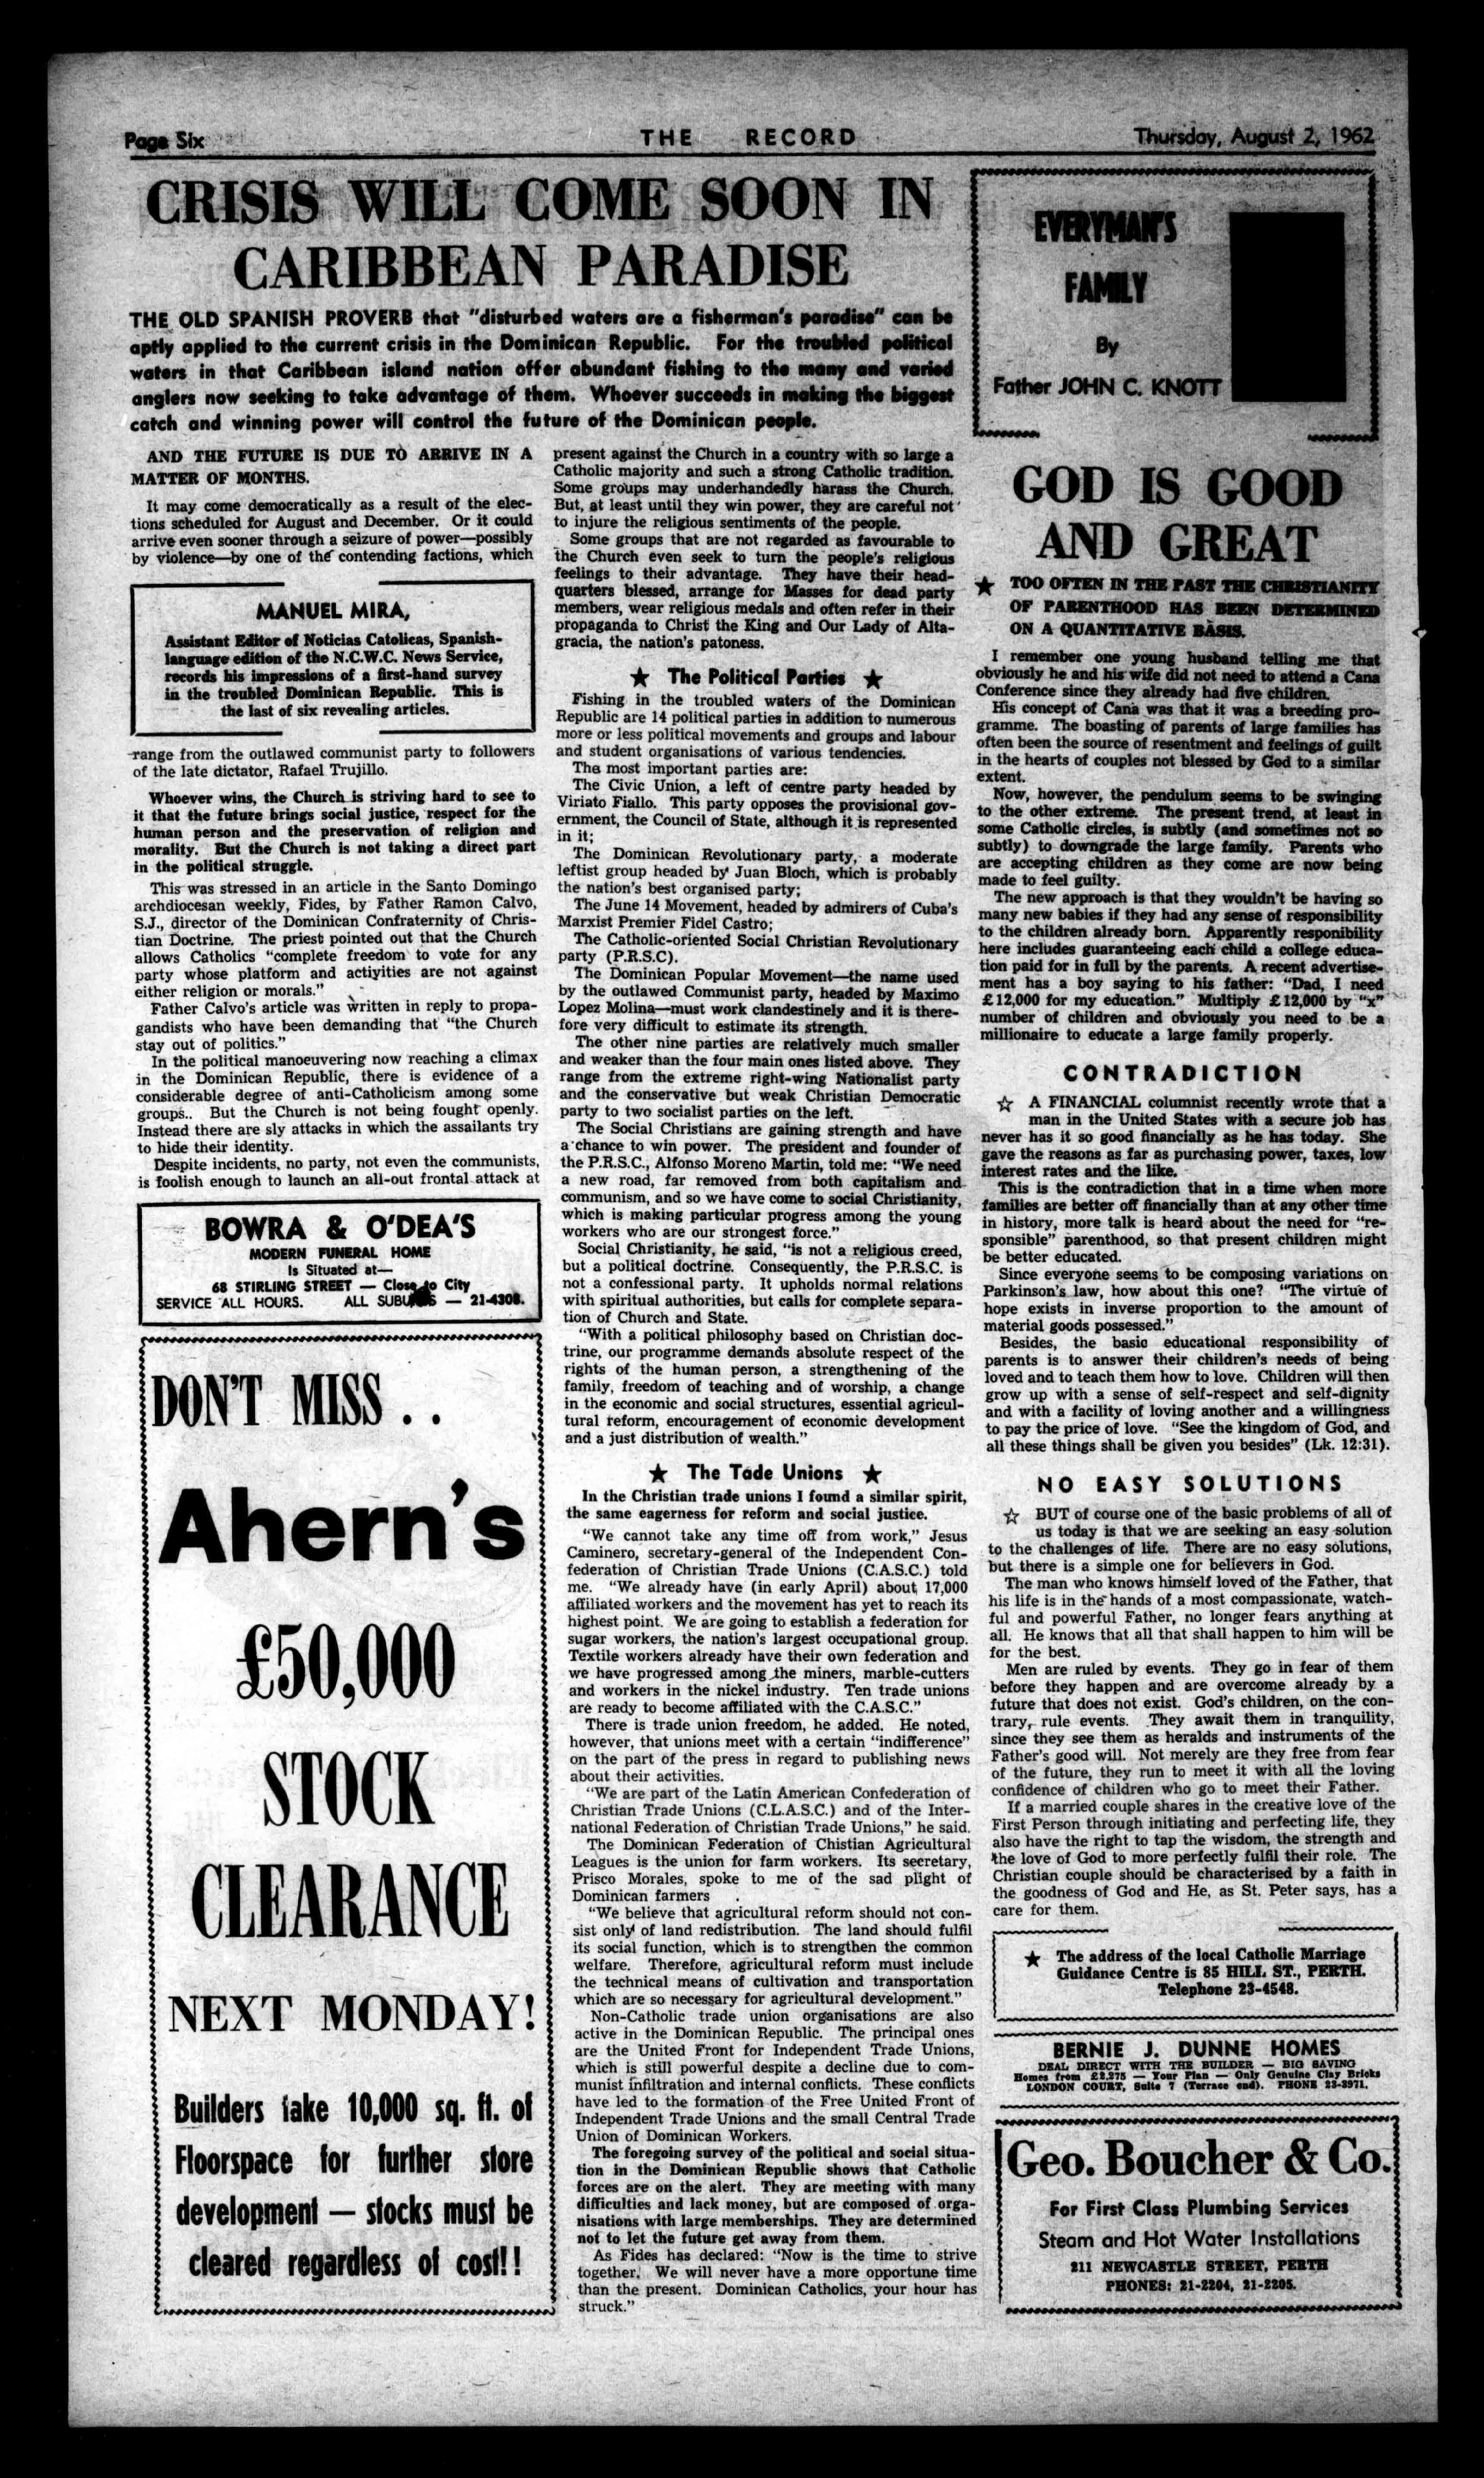 Page Six
THE RECORD
Thursday, August 2, 1962
CRISIS WILL COME SOON IN
CARIBBEAN PARADISE
THE OLD SPANISH PROVERB that "disturbed waters are a fisherman's paradise" can be
aptly applied to the current crisis in the Dominican Republic. For the troubled political
waters in that Caribbean island nation offer abundant fishing to the many and varied
anglers now seeking to take advantage of them. Whoever succeeds in making the biggest
catch and winning power will control the future of the Dominican people.
AND THE FUTURE IS DUE TO ARRIVE IN A
MATTER OF MONTHS.
It may come democratically as a result of the elec-
tions scheduled for August and December. Or it could
arrive even sooner through a seizure of power—possibly
by violence—by one of the contending factions, which
MANUEL MIRA,
Assistant Editor of Noticias Catolicas, Spanish-
language edition of the N.C.W.C. News Service,
records his impressions of a first-hand survey
in the troubled Dominican Republic. This is
the last of six revealing articles.
range from the outlawed communist party to followers
of the late dictator, Rafael Trujillo.
Whoever wins, the Church is striving hard to see to
it that the future brings social justice, respect for the
human person and the preservation of religion and
morality. But the Church is not taking a direct part
in the political struggle.
This was stressed in an article in the Santo Domingo
archdiocesan weekly, Fides, by Father Ramon Calvo,
S.J., director of the Dominican Confraternity of Chris-
tian Doctrine. The priest pointed out that the Church
allows Catholics "complete freedom to vote for any
party whose platform and activities are not against
either religion or morals."
Father Calvo's article was written in reply to propa-
gandists who have been demanding that "the Church
stay out of politics."
In the political manoeuvering now reaching a climax
in the Dominican Republic, there is evidence of a
considerable degree of anti-Catholicism among some
groups.. But the Church is not being fought openly.
Instead there are sly attacks in which the assailants try
to hide their identity.
Despite incidents, no party, not even the communists,
is foolish enough to launch an all-out frontal attack at
BOWRA & O'DEA'S
MODERN FUNERAL HOME
Is Situated at—
68 STIRLING STREET — Close to City
SERVICE ALL HOURS. ALL SUBURBS — 21-4308.
DON'T MISS . .
Ahern's
£50,000
STOCK
CLEARANCE
NEXT MONDAY!
Builders take 10,000 sq. ft. of
Floorspace for further store
development — stocks must be
cleared regardless of cost!!
present against the Church in a country with so large a
Catholic majority and such a strong Catholic tradition.
Some groups may underhandedly harass the Church.
But, at least until they win power, they are careful not
to injure the religious sentiments of the people.
Some groups that are not regarded as favourable to
the Church even seek to turn the people's religious
feelings to their advantage. They have their head-
quarters blessed, arrange for Masses for dead party
members, wear religious medals and often refer in their
propaganda to Christ the King and Our Lady of Alta-
gracia, the nation's patoness.
★ The Political Parties ★
Fishing in the troubled waters of the Dominican
Republic are 14 political parties in addition to numerous
more or less political movements and groups and labour
and student organisations of various tendencies.
The most important parties are:
The Civic Union, a left of centre party headed by
Viriato Fiallo. This party opposes the provisional gov-
ernment, the Council of State, although it is represented
in it;
The Dominican Revolutionary party, a moderate
leftist group headed by Juan Bloch, which is probably
the nation's best organised party;
The June 14 Movement, headed by admirers of Cuba's
Marxist Premier Fidel Castro;
The Catholic-oriented Social Christian Revolutionary
party (P.R.S.C).
The Dominican Popular Movement—the name used
by the outlawed Communist party, headed by Maximo
Lopez Molina—must work clandestinely and it is there-
fore very difficult to estimate its strength.
The other nine parties are relatively much smaller
and weaker than the four main ones listed above. They
range from the extreme right-wing Nationalist party
and the conservative but weak Christian Democratic
party to two socialist parties on the left.
The Social Christians are gaining strength and have
a chance to win power. The president and founder of
the P.R.S.C., Alfonso Moreno Martin, told me: "We need
a new road, far removed from both capitalism and
communism, and so we have come to social Christianity,
which is making particular progress among the young
workers who are our strongest force."
Social Christianity, he said, "is not a religious creed,
but a political doctrine. Consequently, the P.R.S.C. is
not a confessional party. It upholds normal relations
with spiritual authorities, but calls for complete separa-
tion of Church and State.
"With a political philosophy based on Christian doc-
trine, our programme demands absolute respect of the
rights of the human person, a strengthening of the
family, freedom of teaching and of worship, a change
in the economic and social structures, essential agricul-
tural reform, encouragement of economic development
and a just distribution of wealth."
★ The Tade Unions ★
In the Christian trade unions I found a similar spirit,
the same eagerness for reform and social justice.
"We cannot take any time off from work," Jesus
Caminero, secretary-general of the Independent Con-
federation of Christian Trade Unions (C.A.S.C.) told
me. "We already have (in early April) about 17,000
affiliated workers and the movement has yet to reach its
highest point. We are going to establish a federation for
sugar workers, the nation's largest occupational group.
Textile workers already have their own federation and
we have progressed among the miners, marble-cutters
and workers in the nickel industry. Ten trade unions
are ready to become affiliated with the C.A.S.C."
There is trade union freedom, he added. He noted,
however, that unions meet with a certain "indifference"
on the part of the press in regard to publishing news
about their activities.
"We are part of the Latin American Confederation of
Christian Trade Unions (C.L.A.S.C.) and of the Inter-
national Federation of Christian Trade Unions," he said.
The Dominican Federation of Chistian Agricultural
Leagues is the union for farm workers. Its secretary,
Prisco Morales, spoke to me of the sad plight of
Dominican farmers .
"We believe that agricultural reform should not con-
sist only of land redistribution. The land should fulfil
its social function, which is to strengthen the common
welfare. Therefore, agricultural reform must include
the technical means of cultivation and transportation
which are so necessary for agricultural development."
Non-Catholic trade union organisations are also
active in the Dominican Republic. The principal ones
are the United Front for Independent Trade Unions,
which is still powerful despite a decline due to com-
munist infiltration and internal conflicts. These conflicts
have led to the formation of the Free United Front of
Independent Trade Unions and the small Central Trade
Union of Dominican Workers.
The foregoing survey of the political and social situa-
tion in the Dominican Republic shows that Catholic
forces are on the alert. They are meeting with many
difficulties and lack money, but are composed of orga-
nisations with large memberships. They are determined
not to let the future get away from them.
As Fides has declared: "Now is the time to strive
together. We will never have a more opportune time
than the present. Dominican Catholics, your hour has
struck."
EVERYMAN'S
FAMILY
By
Father JOHN C. KNOTT
GOD IS GOOD
AND GREAT
★ TOO OFTEN IN THE PAST THE CHRISTIANITY
OF PARENTHOOD HAS BEEN DETERMINED
ON A QUANTITATIVE BASIS.
I remember one young husband telling me that
obviously he and his wife did not need to attend a Cana
Conference since they already had five children.
His concept of Cana was that it was a breeding pro-
gramme. The boasting of parents of large families has
often been the source of resentment and feelings of guilt
in the hearts of couples not blessed by God to a similar
extent.
Now, however, the pendulum seems to be swinging
to the other extreme. The present trend, at least in
some Catholic circles, is subtly (and sometimes not so
subtly) to downgrade the large family. Parents who
are accepting children as they come are now being
made to feel guilty.
The new approach is that they wouldn't be having so
many new babies if they had any sense of responsibility
to the children already born. Apparently responibility
here includes guaranteeing each child a college educa-
tion paid for in full by the parents. A recent advertise-
ment has a boy saying to his father: "Dad, I need
£12,000 for my education." Multiply £12,000 by "x"
number of children and obviously you need to be a
millionaire to educate a large family properly.
CONTRADICTION
☆ A FINANCIAL columnist recently wrote that a
man in the United States with a secure job has
never has it so good financially as he has today. She
gave the reasons as far as purchasing power, taxes, low
interest rates and the like.
This is the contradiction that in a time when more
families are better off financially than at any other time
in history, more talk is heard about the need for "re-
sponsible" parenthood, so that present children might
be better educated.
Since everyone seems to be composing variations on
Parkinson's law, how about this one? "The virtue of
hope exists in inverse proportion to the amount of
material goods possessed."
Besides, the basic educational responsibility of
parents is to answer their children's needs of being
loved and to teach them how to love. Children will then
grow up with a sense of self-respect and self-dignity
and with a facility of loving another and a willingness
to pay the price of love. "See the kingdom of God, and
all these things shall be given you besides" (Lk. 12:31).
NO EASY SOLUTIONS
☆ BUT of course one of the basic problems of all of
us today is that we are seeking an easy solution
to the challenges of life. There are no easy solutions,
but there is a simple one for believers in God.
The man who knows himself loved of the Father, that
his life is in the hands of a most compassionate, watch-
ful and powerful Father, no longer fears anything at
all. He knows that all that shall happen to him will be
for the best.
Men are ruled by events. They go in fear of them
before they happen and are overcome already by a
future that does not exist. God's children, on the con-
trary, rule events. They await them in tranquility,
since they see them as heralds and instruments of the
Father's good will. Not merely are they free from fear
of the future, they run to meet it with all the loving
confidence of children who go to meet their Father.
If a married couple shares in the creative love of the
First Person through initiating and perfecting life, they
also have the right to tap the wisdom, the strength and
the love of God to more perfectly fulfil their role. The
Christian couple should be characterised by a faith in
the goodness of God and He, as St. Peter says, has a
care for them.
★ The address of the local Catholic Marriage
Guidance Centre is 85 HILL ST., PERTH.
Telephone 23-4548.
BERNIE J. DUNNE HOMES
DEAL DIRECT WITH THE BUILDER — BIG SAVING
Homes from £2,275 — Your Plan — Only Genuine Clay Bricks
LONDON COURT, Suite 7 (Terrace end). PHONE 23-3971.
Geo. Boucher & Co.
For First Class Plumbing Services
Steam and Hot Water Installations
211 NEWCASTLE STREET, PERTH
PHONES: 21-2204, 21-2205.